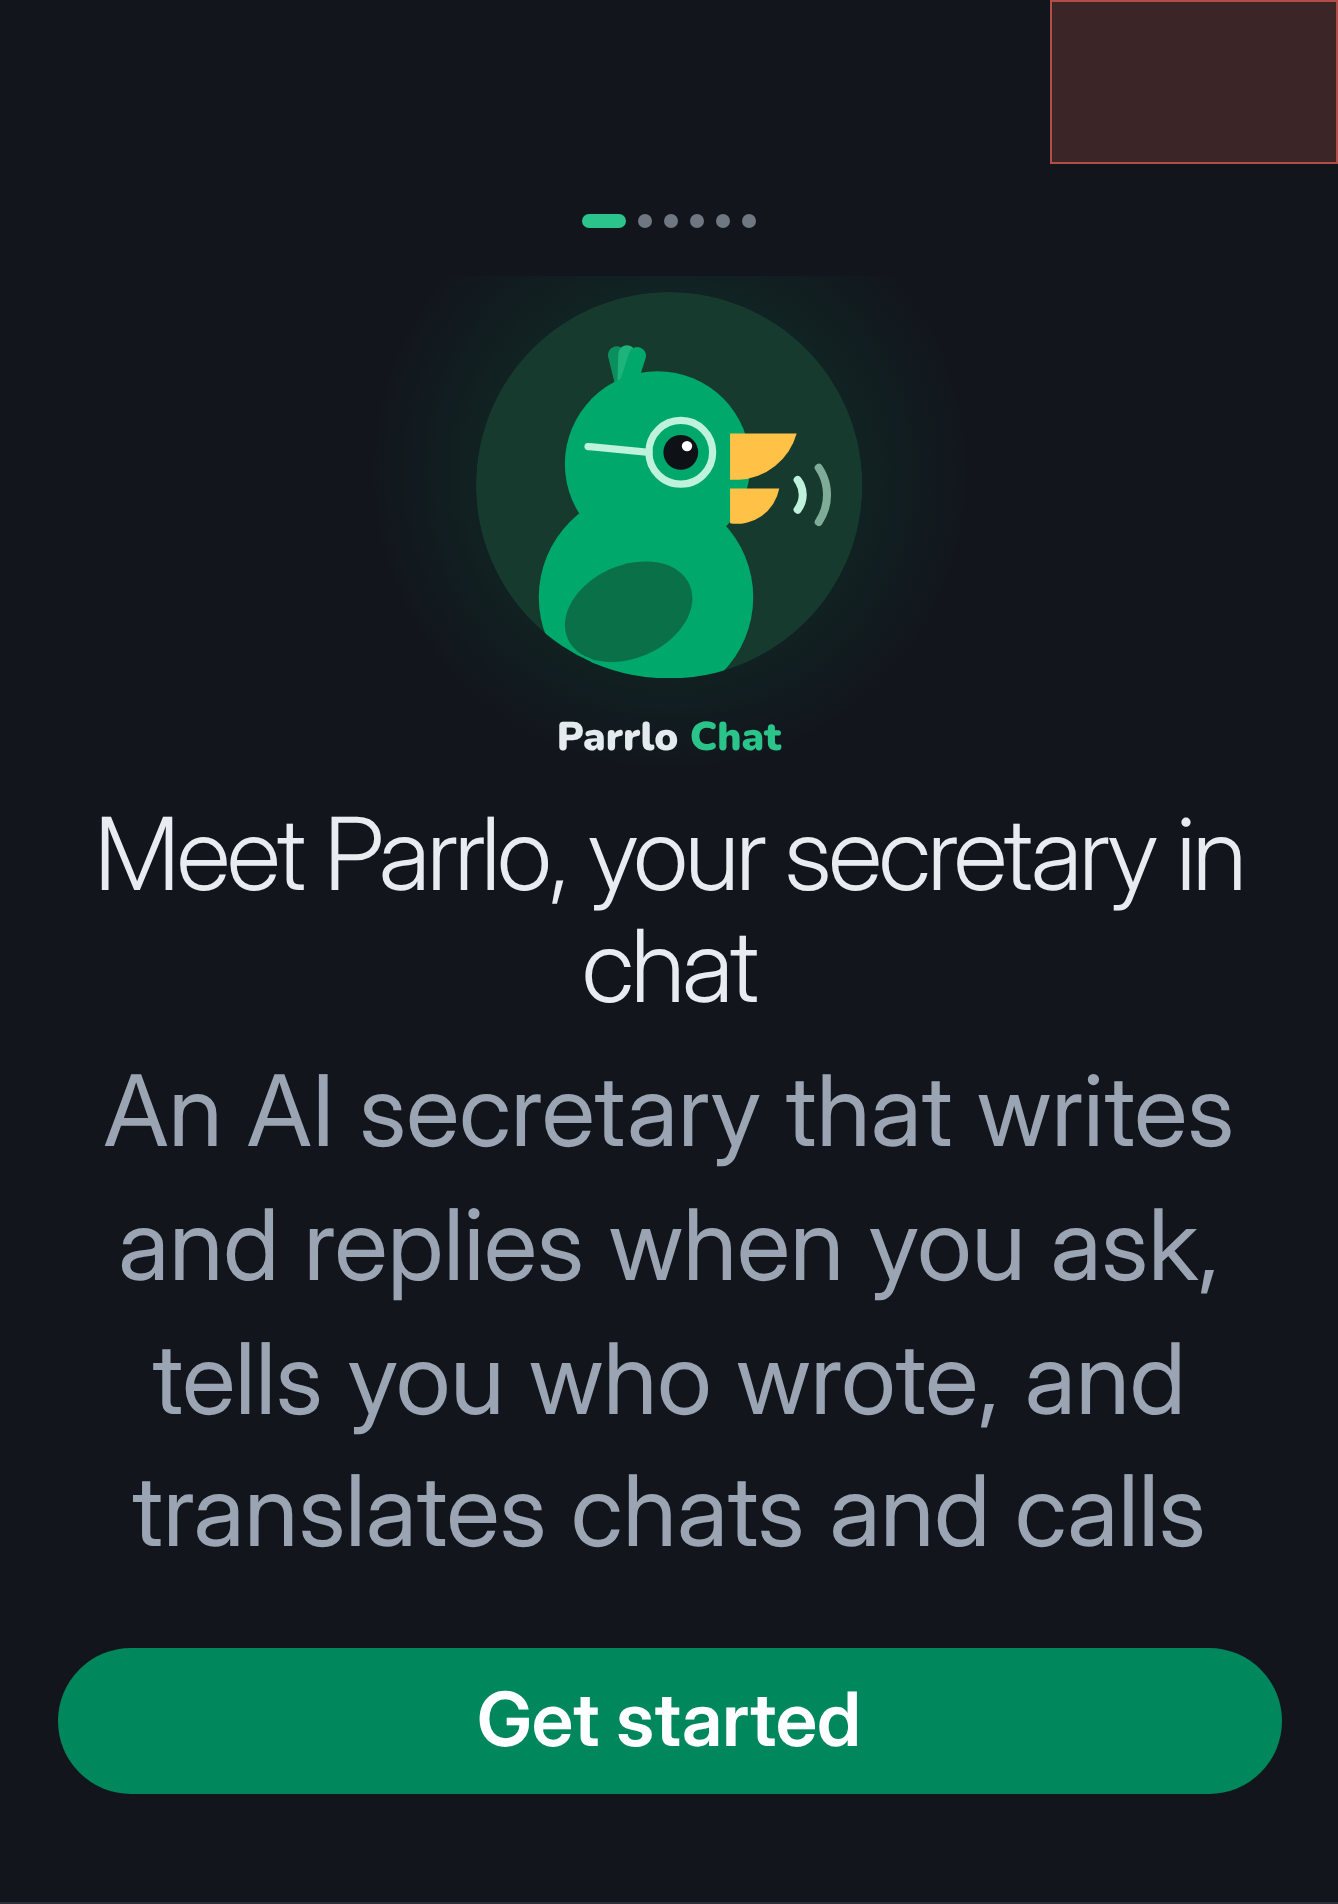 Parrlo Chat
Meet Parrlo, your secretary in
chat
An AI secretary that writes
and replies when you ask,
tells you who wrote, and
translates chats and calls
Get started